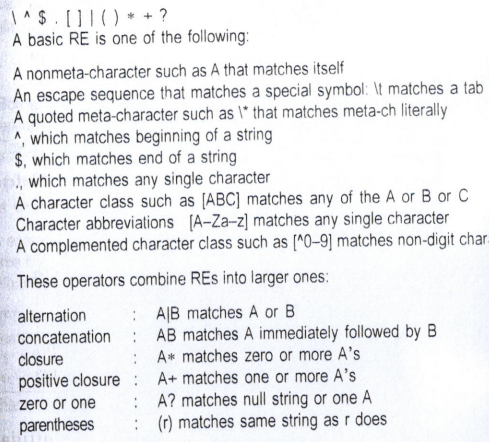 \ ^ $ . [ ] | ( ) * + ?
A basic RE is one of the following:
A nonmeta-character such as A that matches itself
An escape sequence that matches a special symbol: \t matches a tab
A quoted meta-character such as \* that matches meta-ch literally
^, which matches beginning of a string
$, which matches end of a string
., which matches any single character
A character class such as [ABC] matches any of the A or B or C
Character abbreviations [A–Za–z] matches any single character
A complemented character class such as [^0–9] matches non-digit char
These operators combine REs into larger ones:
alternation : A|B matches A or B
concatenation : AB matches A immediately followed by B
closure : A* matches zero or more A's
positive closure : A+ matches one or more A's
zero or one : A? matches null string or one A
parentheses : (r) matches same string as r does